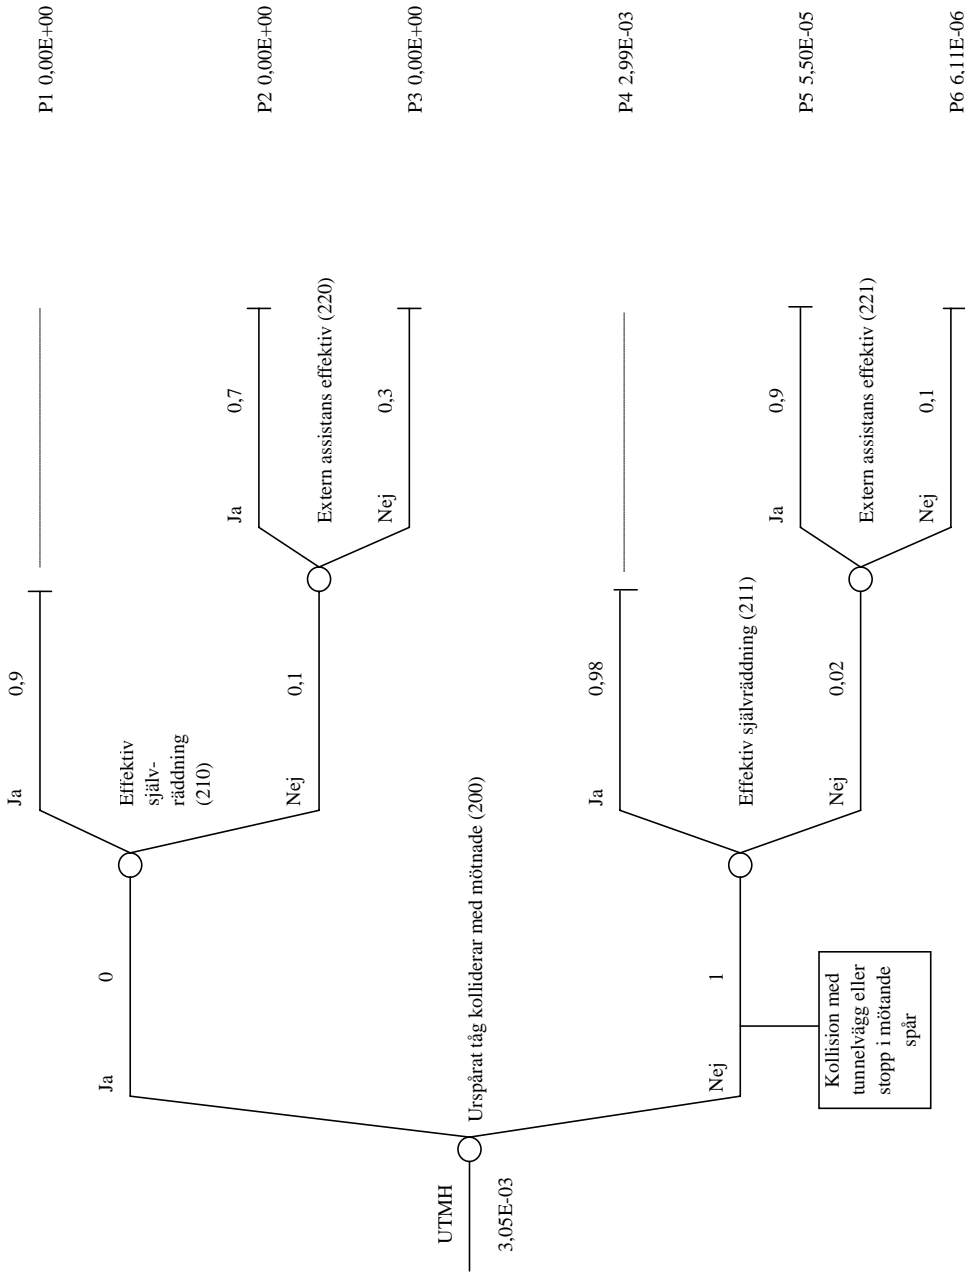 UTMH
3,05E-03
Urspårat tåg kolliderar med mötnade (200)
Ja
0
Effektiv
själv-
räddning
(210)
Ja
0,9
P1 0,00E+00
Nej
0,1
Extern assistans effektiv (220)
Ja
0,7
P2 0,00E+00
Nej
0,3
P3 0,00E+00
Nej
1
Kollision med
tunnelvägg eller
stopp i mötande
spår
Effektiv självräddning (211)
Ja
0,98
P4 2,99E-03
Nej
0,02
Extern assistans effektiv (221)
Ja
0,9
P5 5,50E-05
Nej
0,1
P6 6,11E-06